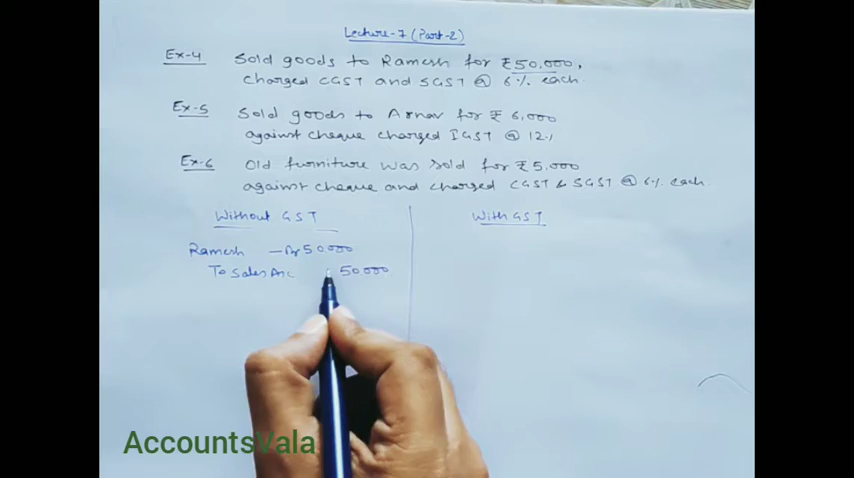 Lecture-7 (Part-2)
Ex-4 Sold goods to Ramesh for ₹50,000,
charged CGST and SGST @ 6% each.
Ex-5 Sold goods to Arnav for ₹ 6,000
against cheque charged IGST @ 12%
Ex-6 Old furniture was sold for ₹ 5,000
against cheque and charged CGST & SGST @ 6% each.
Without GST
With GST
Ramesh — Dr 50,000
To Sales A/c 50,000
AccountsVala